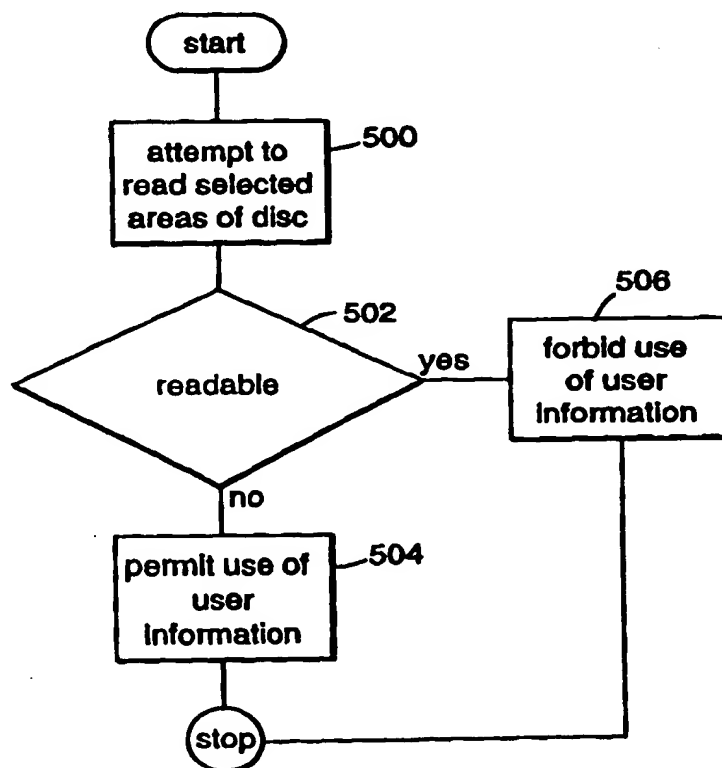 start
attempt to
read selected
areas of disc
500
502
readable
yes
506
forbid use
of user
information
no
permit use of
user
information
504
stop